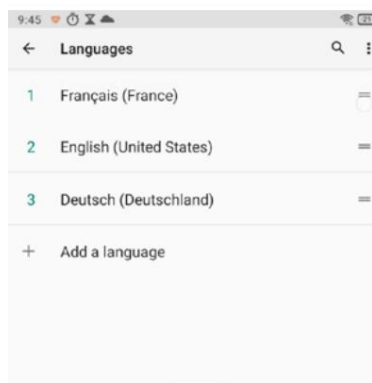 9:45
Languages
1 Français (France)
2 English (United States)
3 Deutsch (Deutschland)
+ Add a language